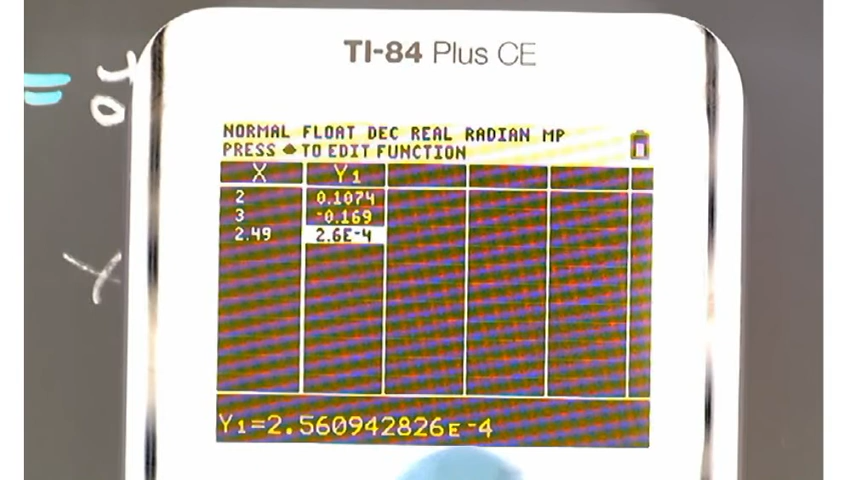 TI-84 Plus CE
NORMAL FLOAT DEC REAL RADIAN MP
PRESS ◆ TO EDIT FUNCTION
X Y₁
2 0.1074
3 ⁻0.169
2.49 2.6E⁻4
Y₁=2.560942826ᴇ⁻4